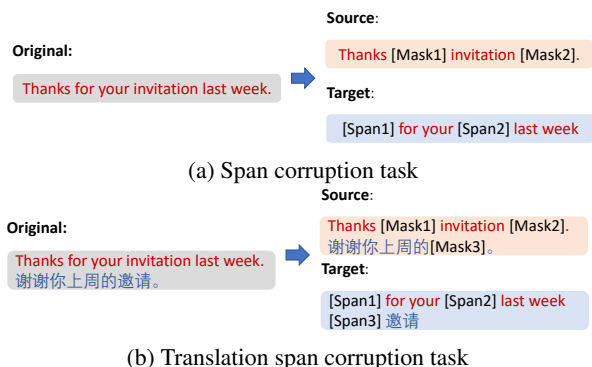 Original:
Thanks for your invitation last week.
Source:
Thanks [Mask1] invitation [Mask2].
Target:
[Span1] for your [Span2] last week
(a) Span corruption task
Original:
Thanks for your invitation last week.
谢谢你上周的邀请。
Source:
Thanks [Mask1] invitation [Mask2].
谢谢你上周的[Mask3]。
Target:
[Span1] for your [Span2] last week
[Span3] 邀请
(b) Translation span corruption task